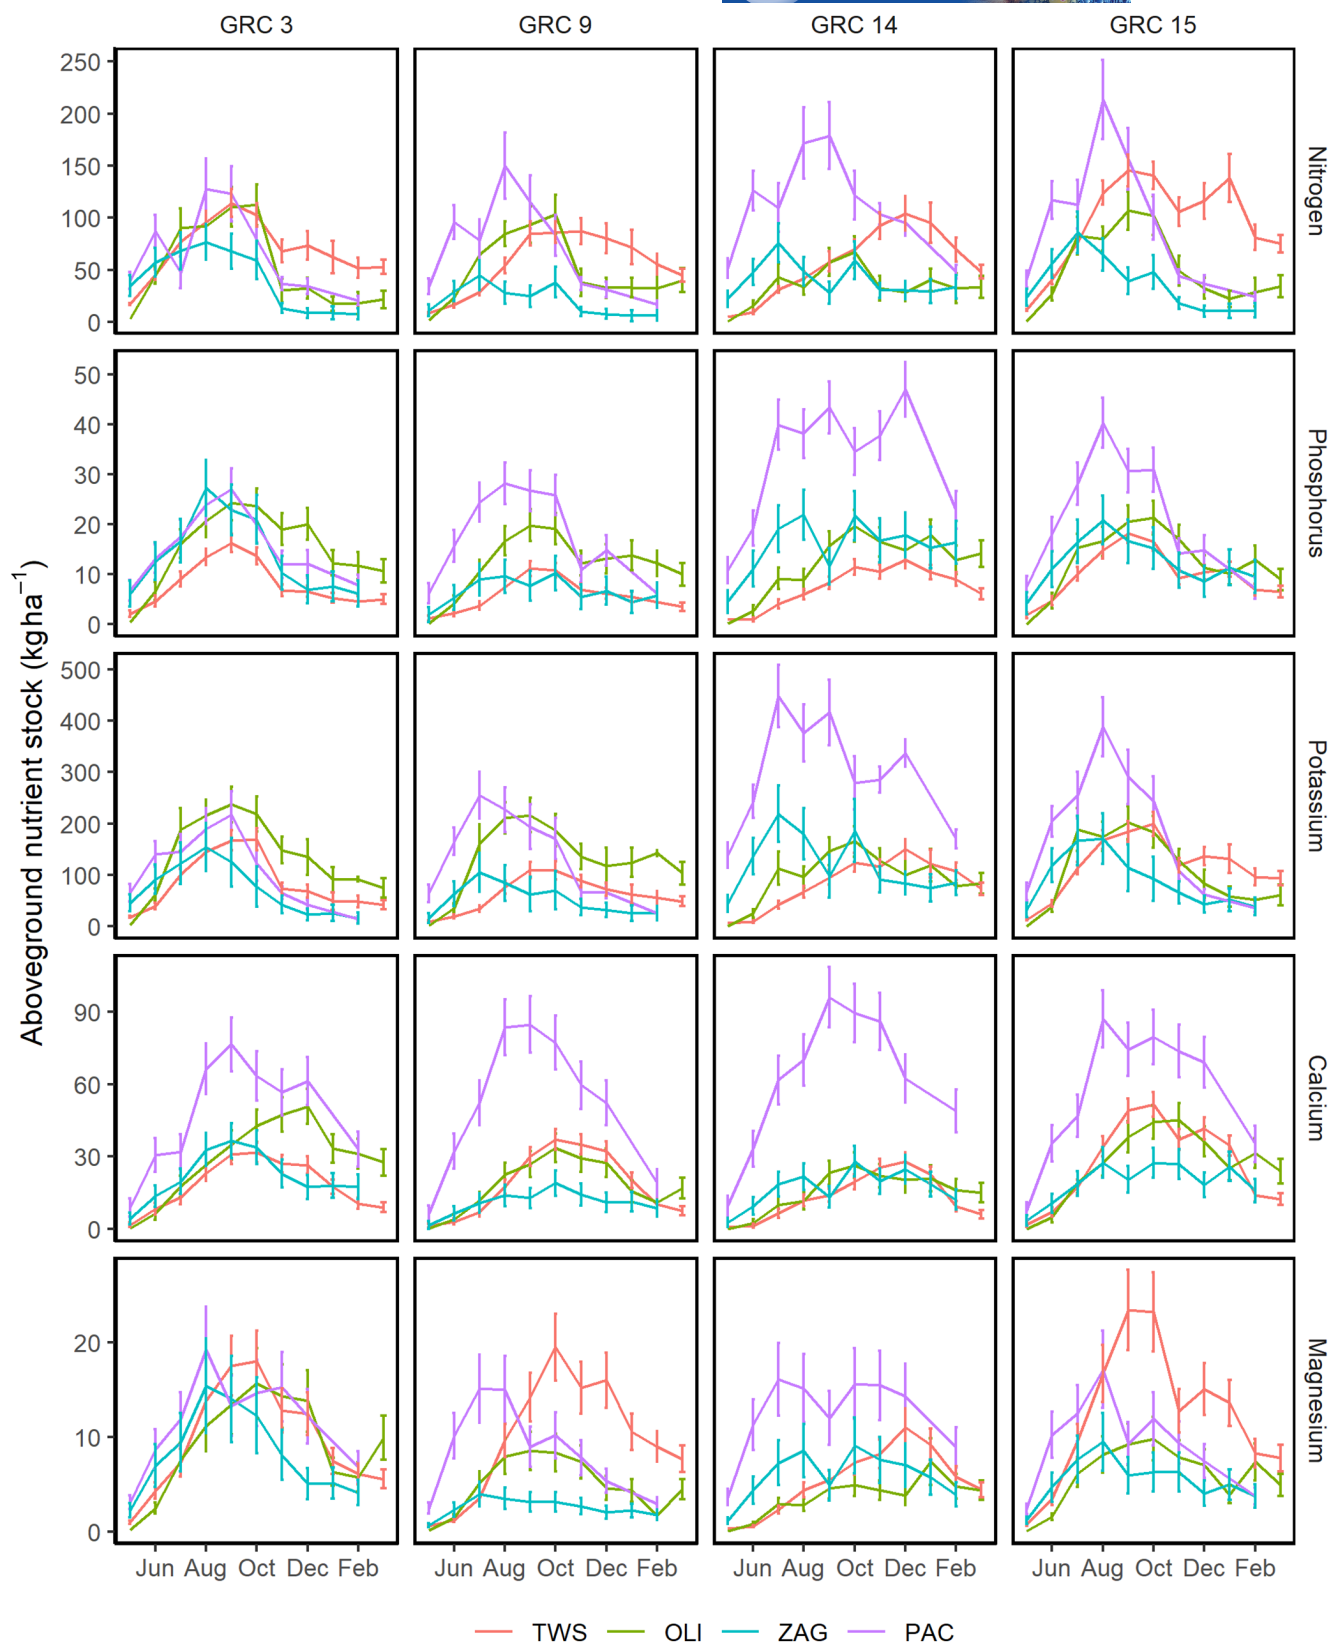 GRC 3 GRC 9 GRC 14 GRC 15
Aboveground nutrient stock (kgha⁻¹)
250
200
150
100
50
0
Nitrogen
50
40
30
20
10
0
Phosphorus
500
400
300
200
100
0
Potassium
90
60
30
0
Calcium
20
10
0
Magnesium
Jun Aug Oct Dec Feb Jun Aug Oct Dec Feb Jun Aug Oct Dec Feb Jun Aug Oct Dec Feb
TWS OLI ZAG PAC